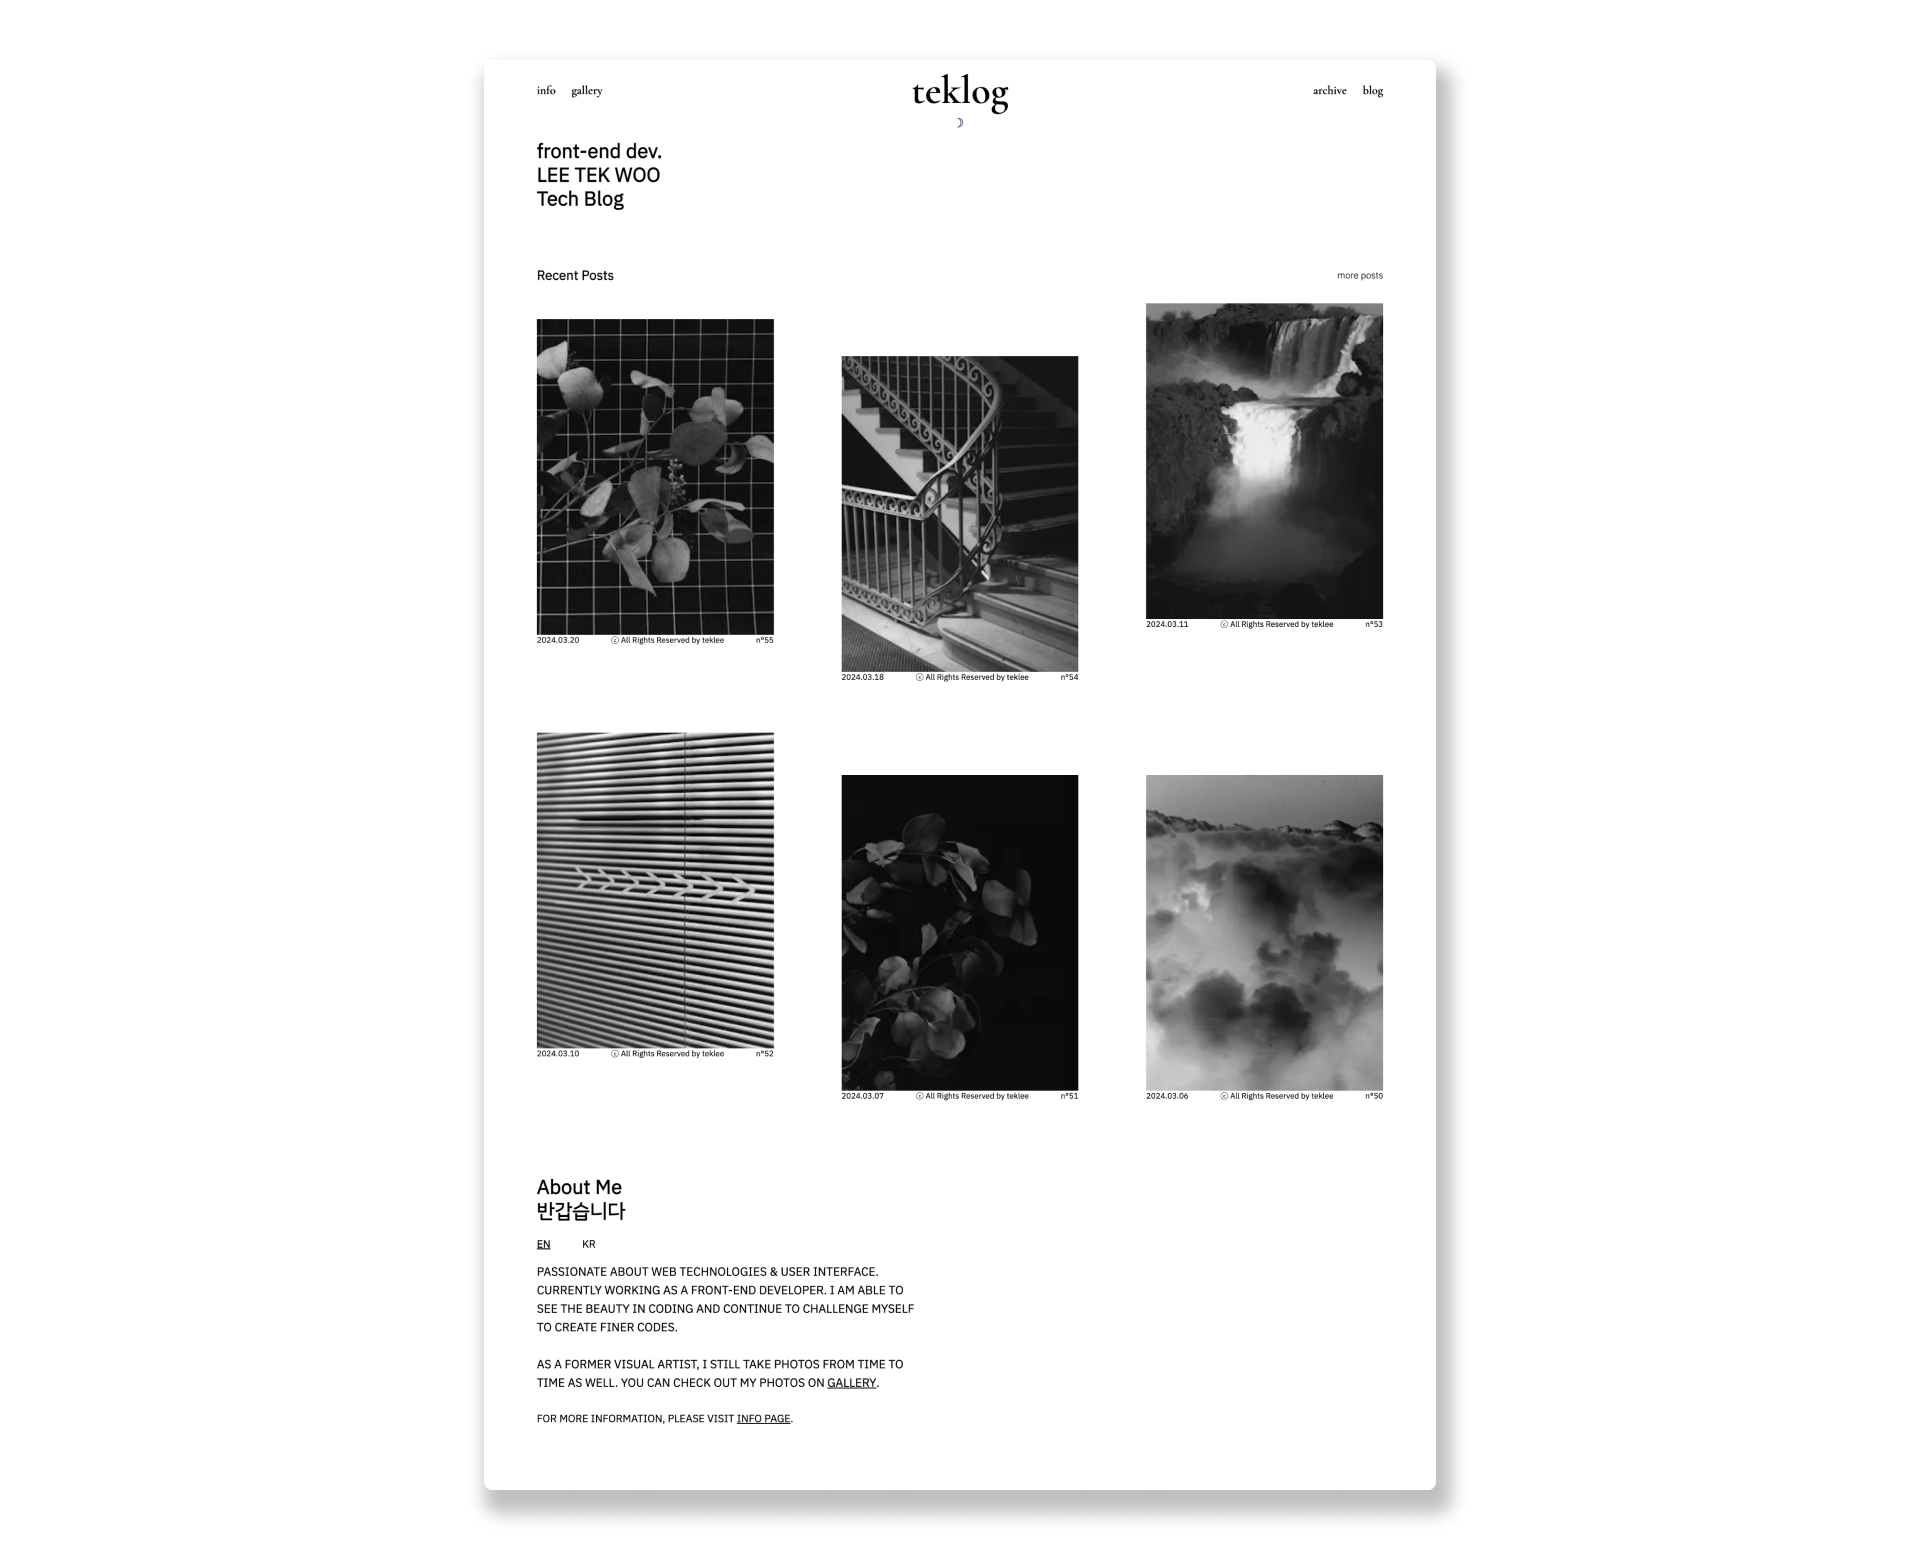 info gallery teklog archive blog
front-end dev.
LEE TEK WOO
Tech Blog
Recent Posts more posts
2024.03.20 ⓒ All Rights Reserved by teklee n°55
2024.03.18 ⓒ All Rights Reserved by teklee n°54
2024.03.11 ⓒ All Rights Reserved by teklee n°53
2024.03.10 ⓒ All Rights Reserved by teklee n°52
2024.03.07 ⓒ All Rights Reserved by teklee n°51
2024.03.06 ⓒ All Rights Reserved by teklee n°50
About Me
반갑습니다
EN KR
PASSIONATE ABOUT WEB TECHNOLOGIES & USER INTERFACE.
CURRENTLY WORKING AS A FRONT-END DEVELOPER. I AM ABLE TO
SEE THE BEAUTY IN CODING AND CONTINUE TO CHALLENGE MYSELF
TO CREATE FINER CODES.
AS A FORMER VISUAL ARTIST, I STILL TAKE PHOTOS FROM TIME TO
TIME AS WELL. YOU CAN CHECK OUT MY PHOTOS ON GALLERY.
FOR MORE INFORMATION, PLEASE VISIT INFO PAGE.